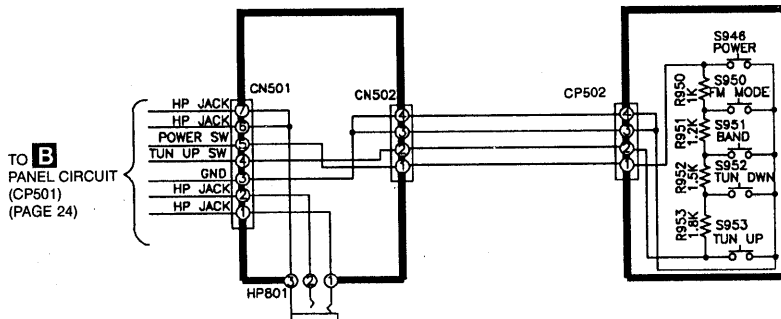 TO B
PANEL CIRCUIT
(CP501)
(PAGE 24)
HP JACK
HP JACK
POWER SW
TUN UP SW
GND
HP JACK
HP JACK
CN501
7
6
5
4
3
2
1
HP801
3
2
1
CN502
4
3
2
1
CP502
4
3
2
1
R950
1K
R951
1.2K
R952
1.5K
R953
1.8K
S946
POWER
S950
FM MODE
S951
BAND
S952
TUN DWN
S953
TUN UP